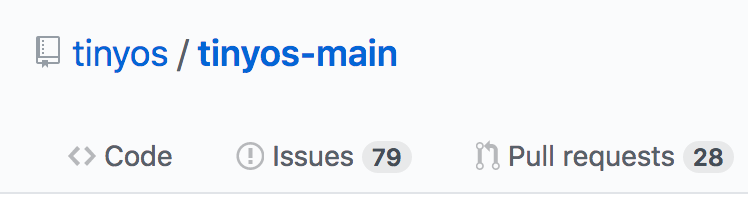 tinyos / tinyos-main
Code Issues 79 Pull requests 28